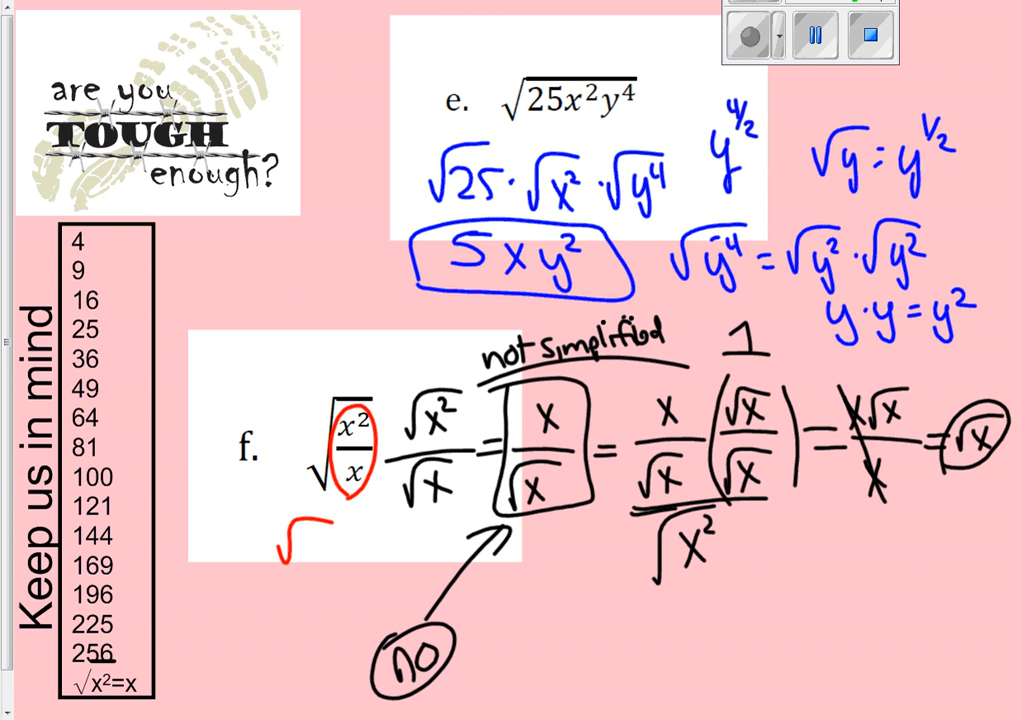 are you
TOUGH
enough?
Keep us in mind
4
9
16
25
36
49
64
81
100
121
144
169
196
225
256
√x²=x
e. √25x²y⁴
√25 · √x² · √y⁴
5xy²
y^4/2
√y = y^1/2
√y⁴ = √y² · √y²
y · y = y²
not simplified
1
f. √(x²/x) √x²/√x = x/√x = x/√x (√x/√x) = x√x/x = √x
√x²
√
no